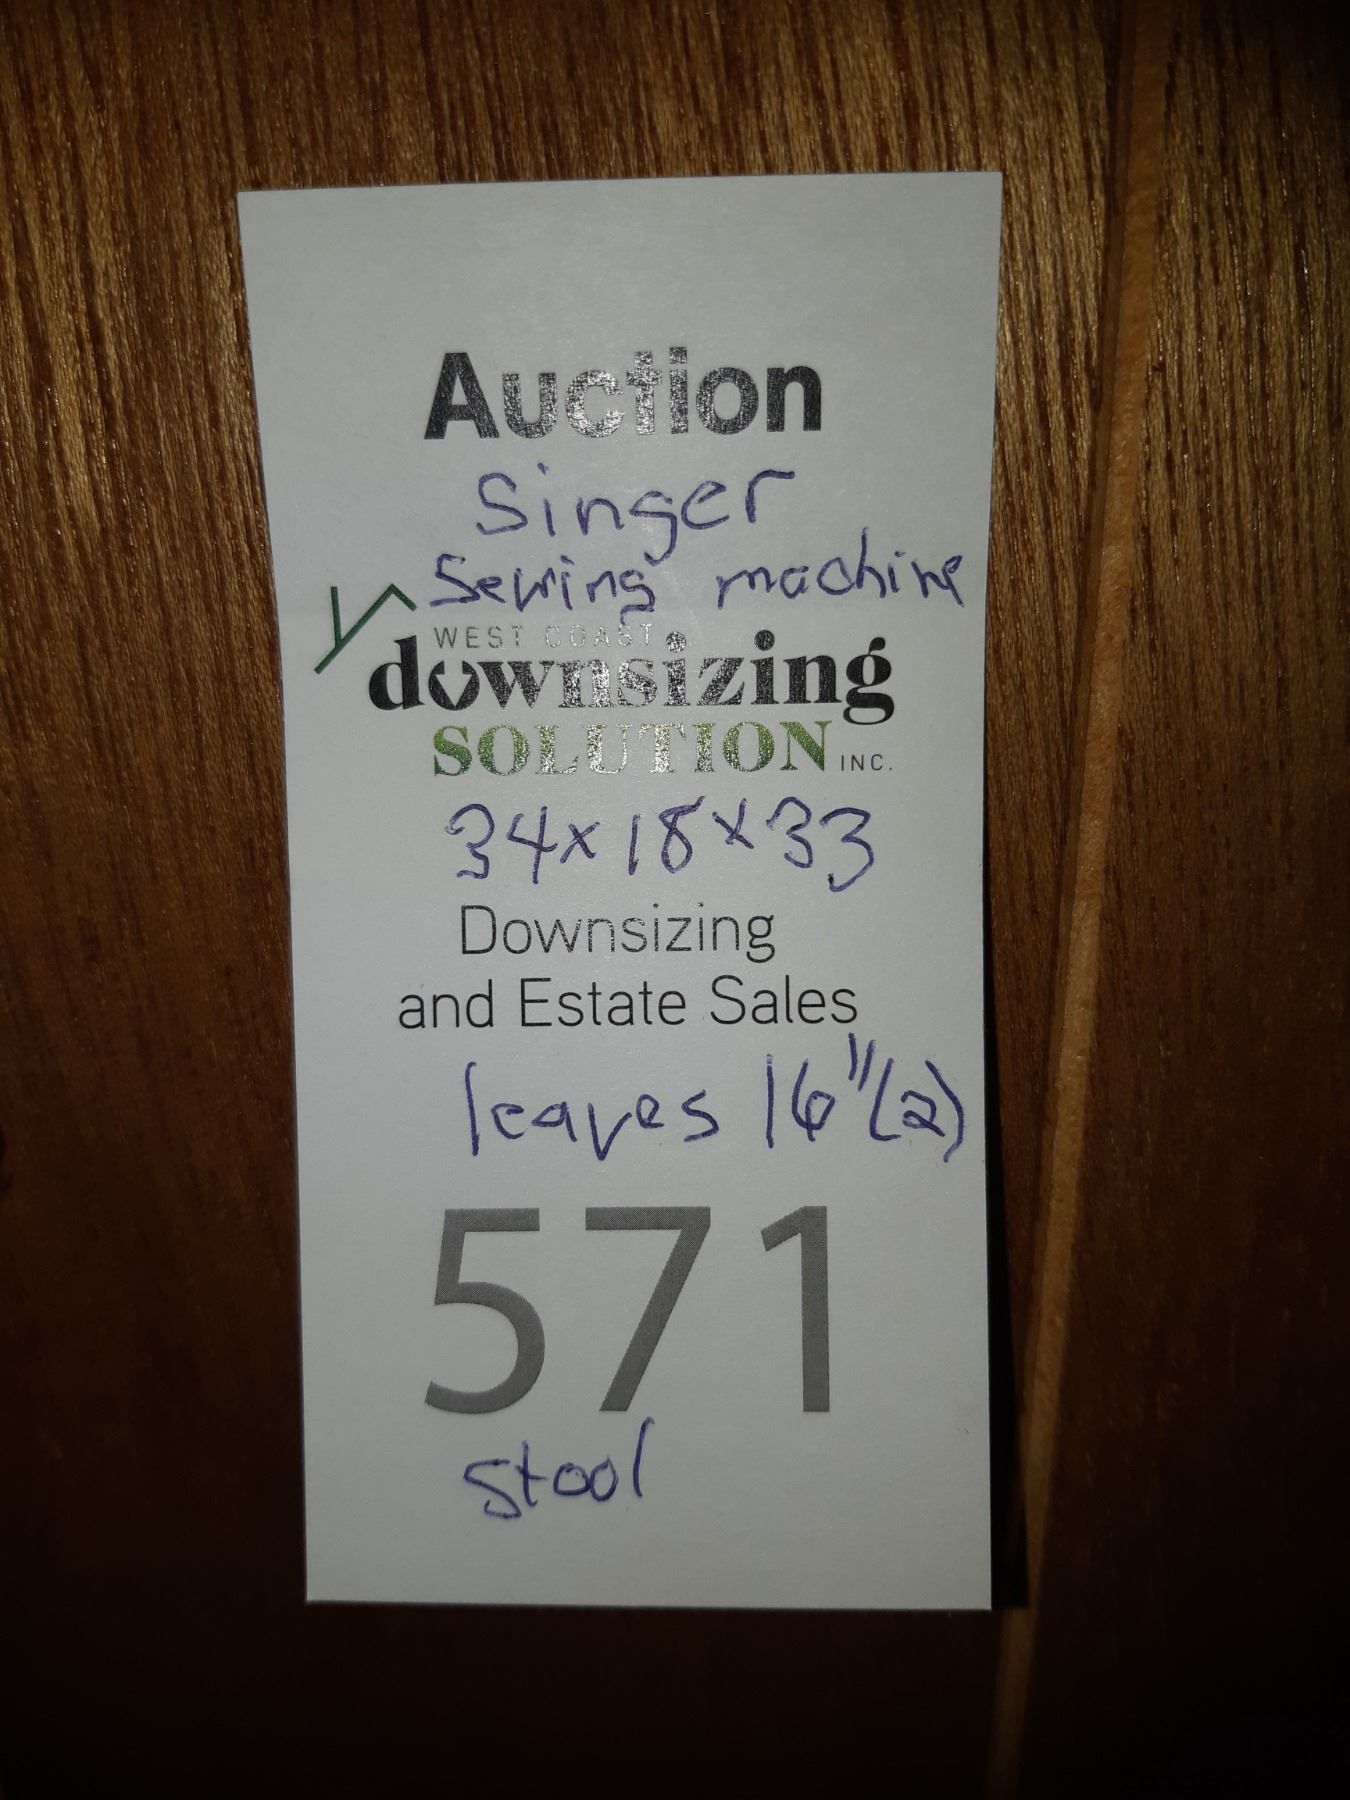 Auction
Singer
Sewing machine
WEST COAST
downsizing
SOLUTION INC.
34x18x33
Downsizing
and Estate Sales
leaves 16"(2)
571
stool